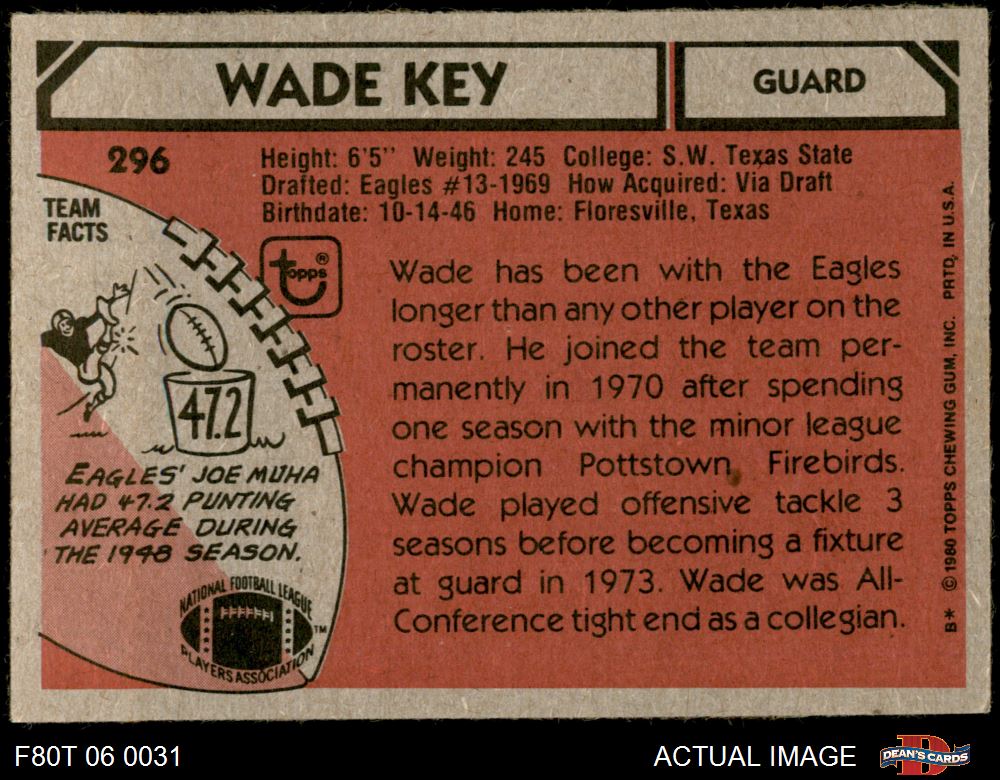 WADE KEY
GUARD
296
Height: 6'5" Weight: 245 College: S.W. Texas State
Drafted: Eagles #13-1969 How Acquired: Via Draft
Birthdate: 10-14-46 Home: Floresville, Texas
TEAM
FACTS
Topps®
47.2
EAGLES' JOE MUHA
HAD 47.2 PUNTING
AVERAGE DURING
THE 1948 SEASON.
NATIONAL FOOTBALL LEAGUE
PLAYERS ASSOCIATION
TM
Wade has been with the Eagles
longer than any other player on the
roster. He joined the team per-
manently in 1970 after spending
one season with the minor league
champion Pottstown Firebirds.
Wade played offensive tackle 3
seasons before becoming a fixture
at guard in 1973. Wade was All-
Conference tight end as a collegian.
B* © 1980 TOPPS CHEWING GUM, INC. PRTD. IN U.S.A.
F80T 06 0031
ACTUAL IMAGE
D
DEAN'S CARDS